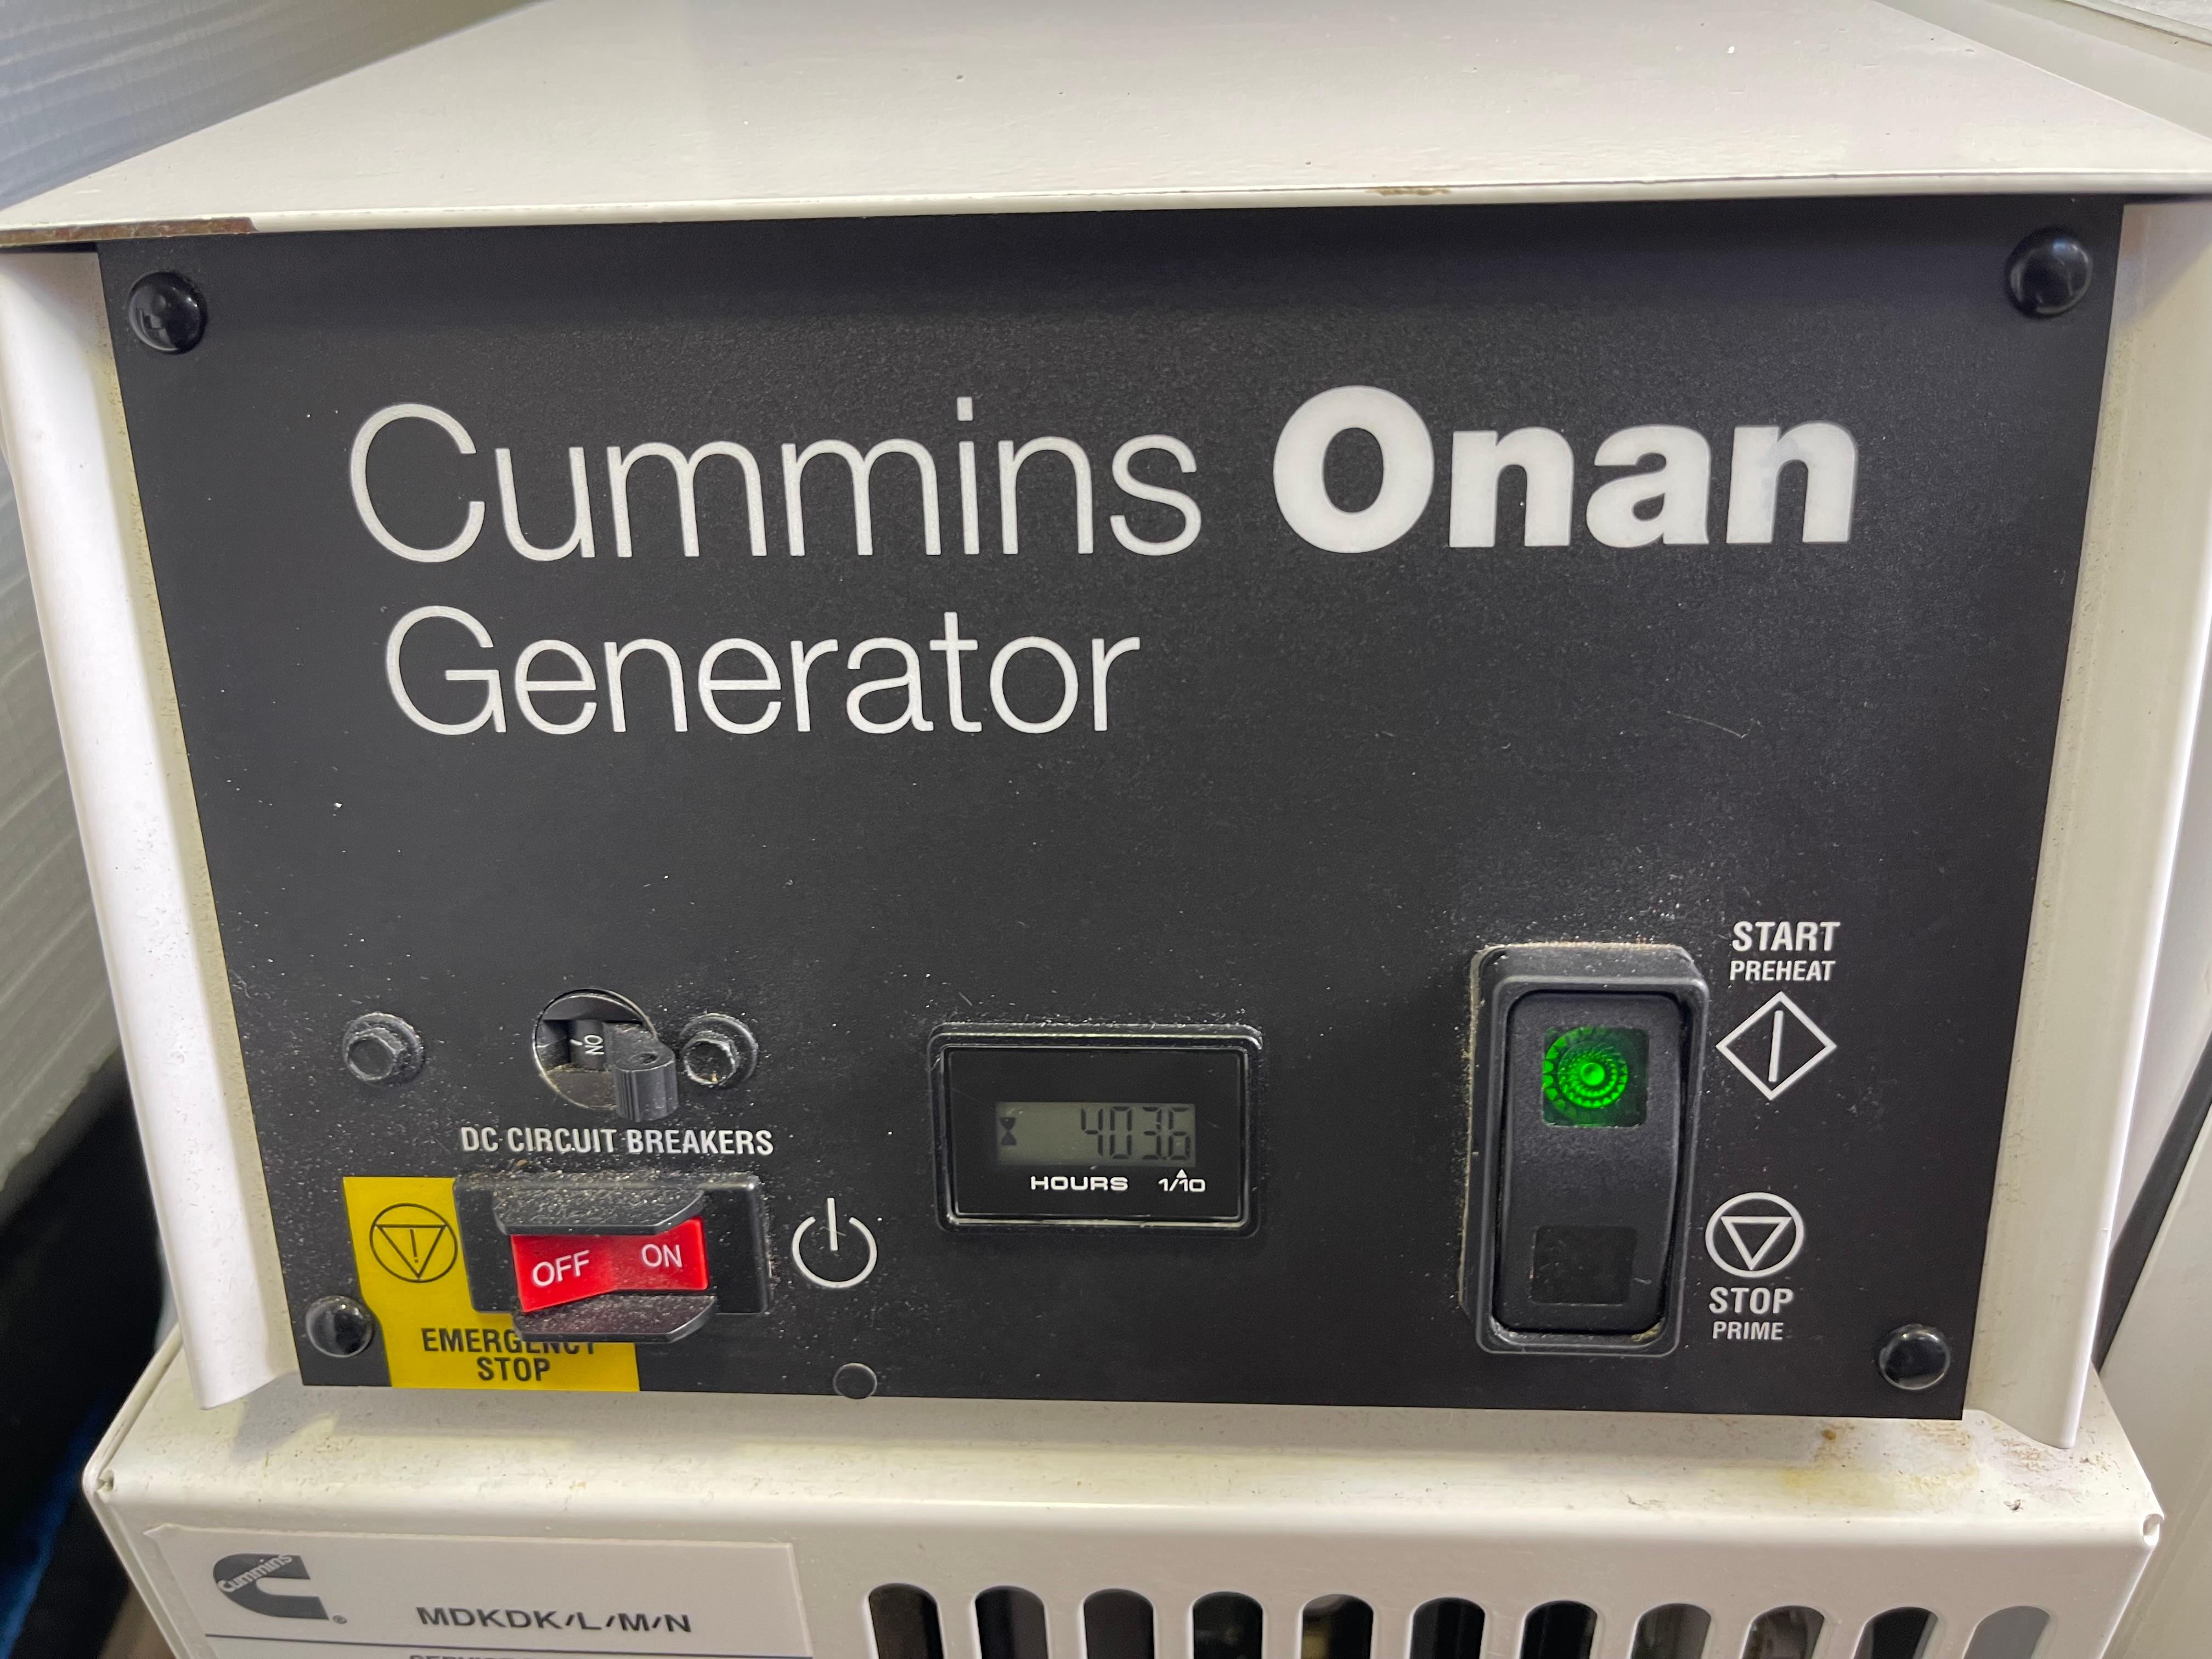 Cummins Onan
Generator
START
PREHEAT
ON
DC CIRCUIT BREAKERS
403.6
HOURS 1/10
OFF ON
EMERGENCY
STOP
STOP
PRIME
Cummins
MDKDK/L/M/N